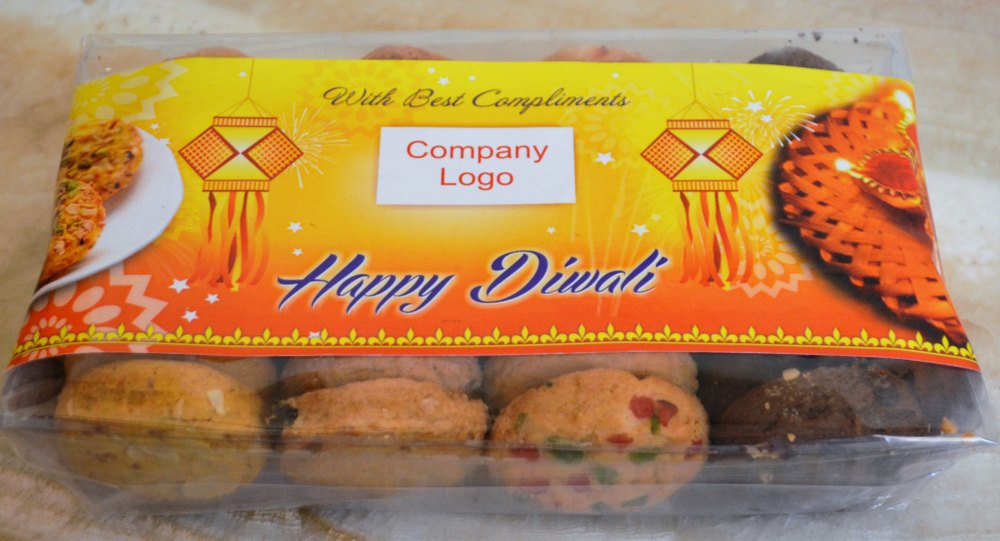 With Best Compliments
Company
Logo
Happy Diwali